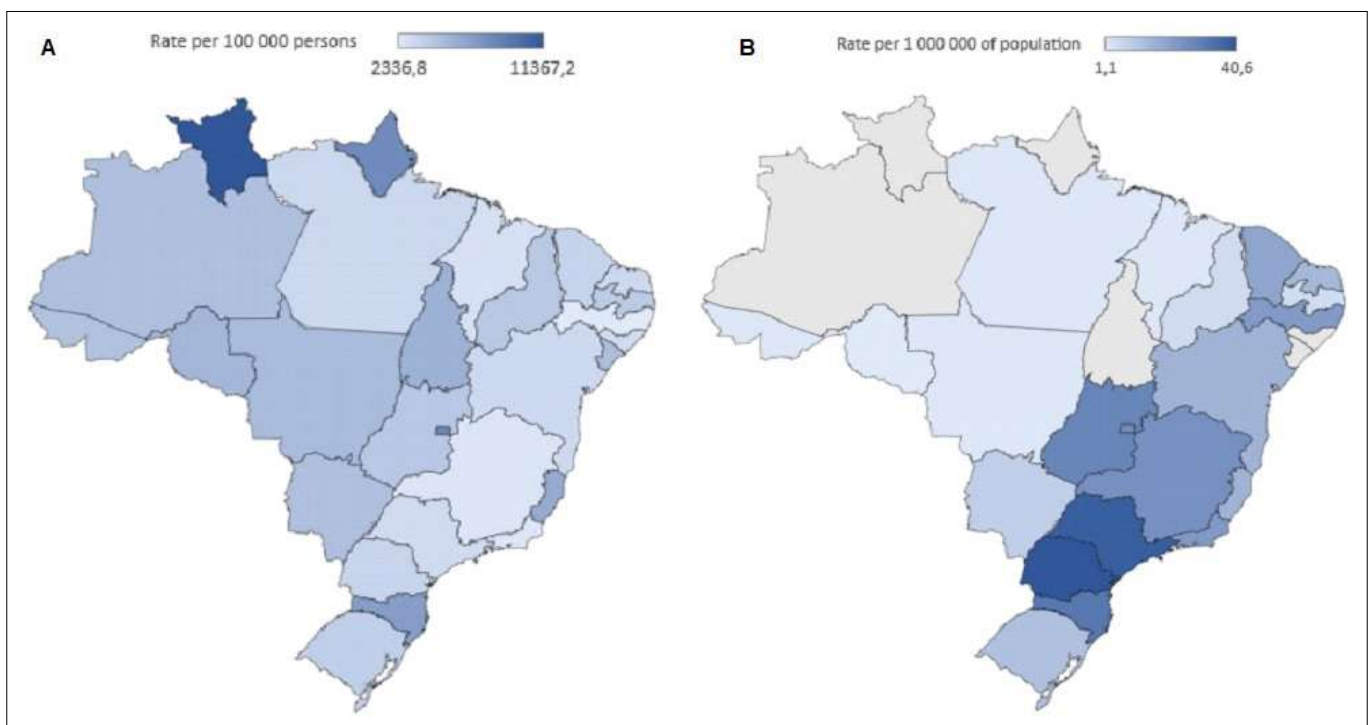 A
Rate per 100 000 persons
2336,8
11367,2
B
Rate per 1 000 000 of population
1,1
40,6